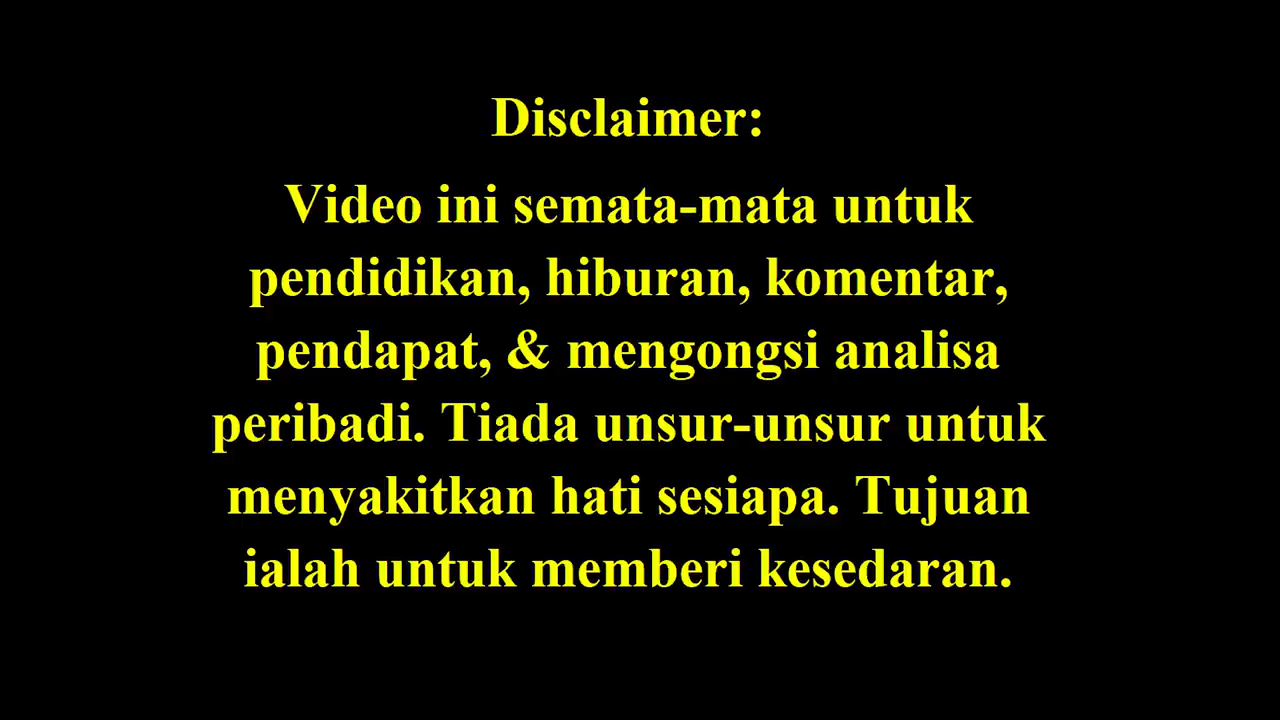 Disclaimer:
Video ini semata-mata untuk
pendidikan, hiburan, komentar,
pendapat, & mengongsi analisa
peribadi. Tiada unsur-unsur untuk
menyakitkan hati sesiapa. Tujuan
ialah untuk memberi kesedaran.